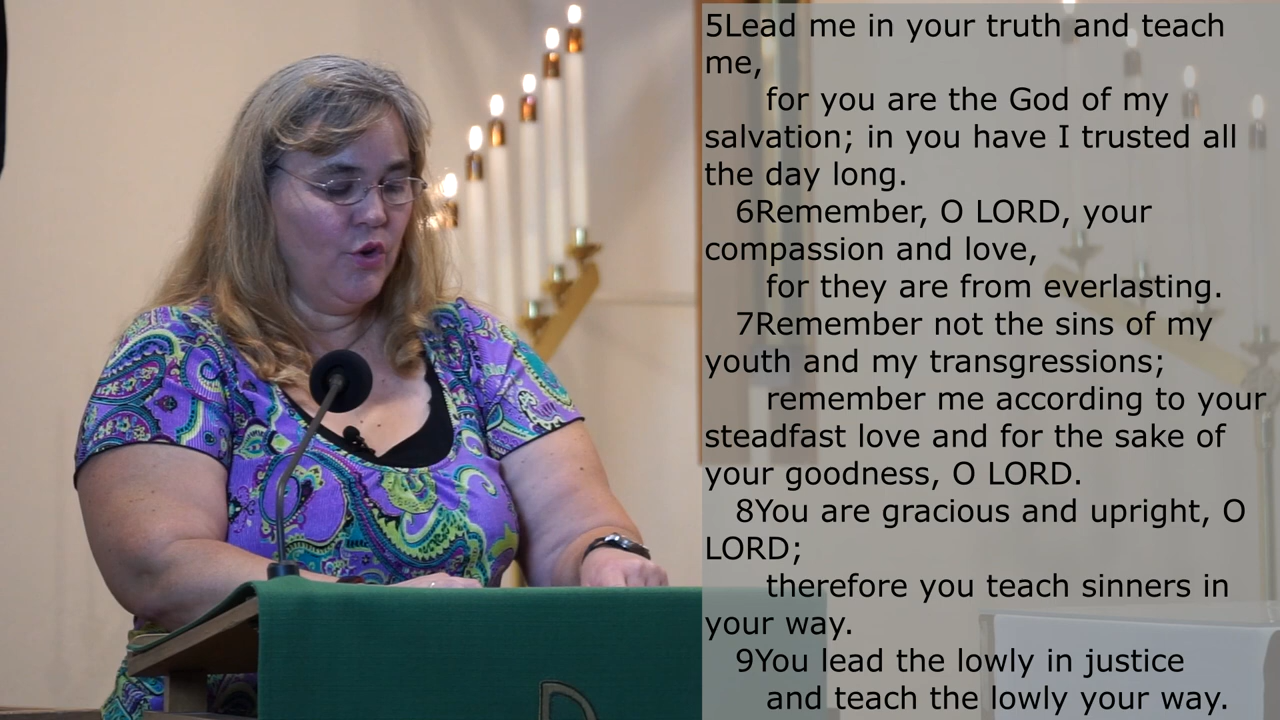 5Lead me in your truth and teach
me,
for you are the God of my
salvation; in you have I trusted all
the day long.
6Remember, O LORD, your
compassion and love,
for they are from everlasting.
7Remember not the sins of my
youth and my transgressions;
remember me according to your
steadfast love and for the sake of
your goodness, O LORD.
8You are gracious and upright, O
LORD;
therefore you teach sinners in
your way.
9You lead the lowly in justice
and teach the lowly your way.